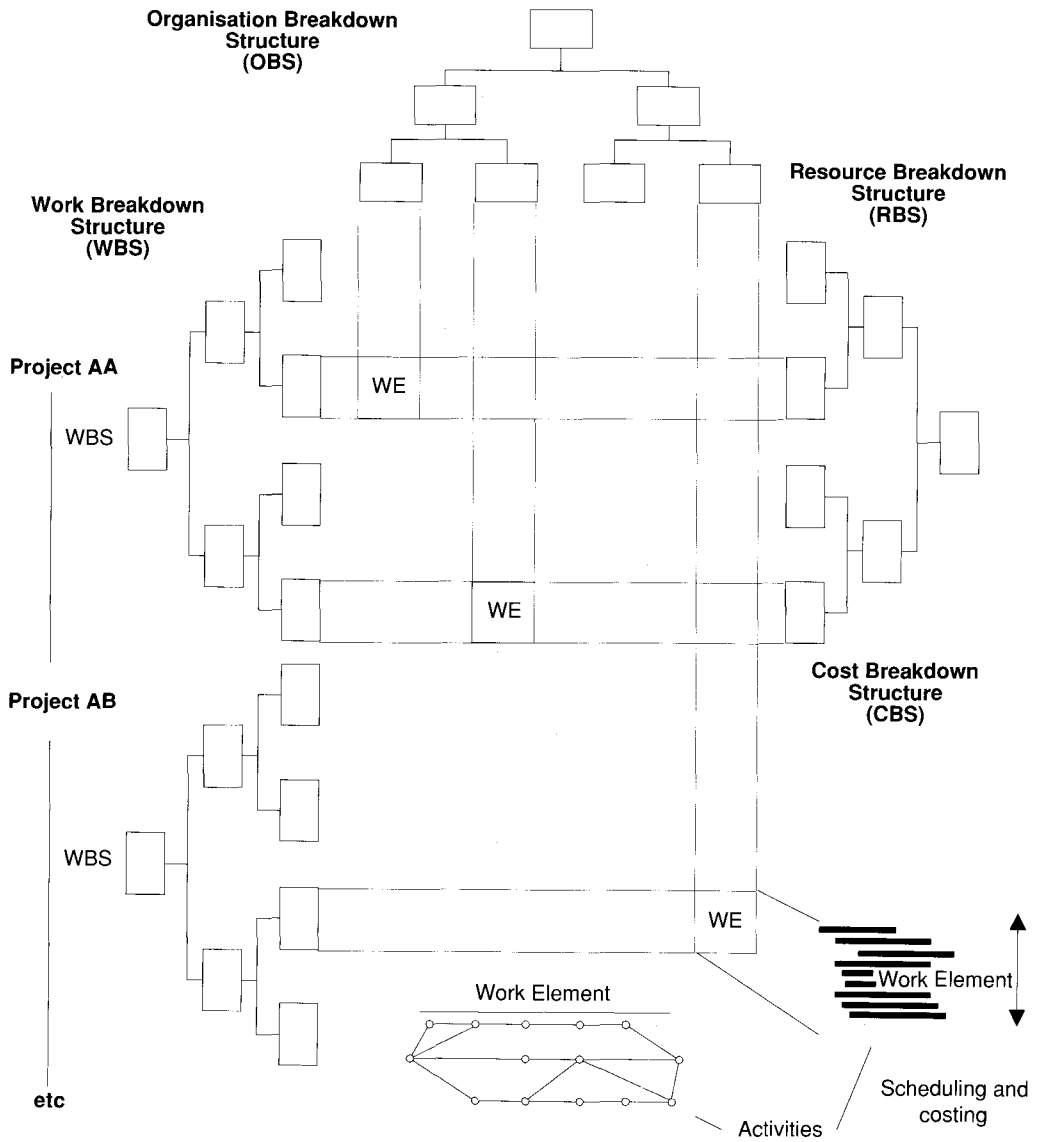 Organisation Breakdown
Structure
(OBS)
Resource Breakdown
Structure
(RBS)
Work Breakdown
Structure
(WBS)
Project AA
WE
WBS
WE
Cost Breakdown
Structure
(CBS)
Project AB
WBS
WE
Work Element
Work Element
Scheduling and
costing
etc
Activities